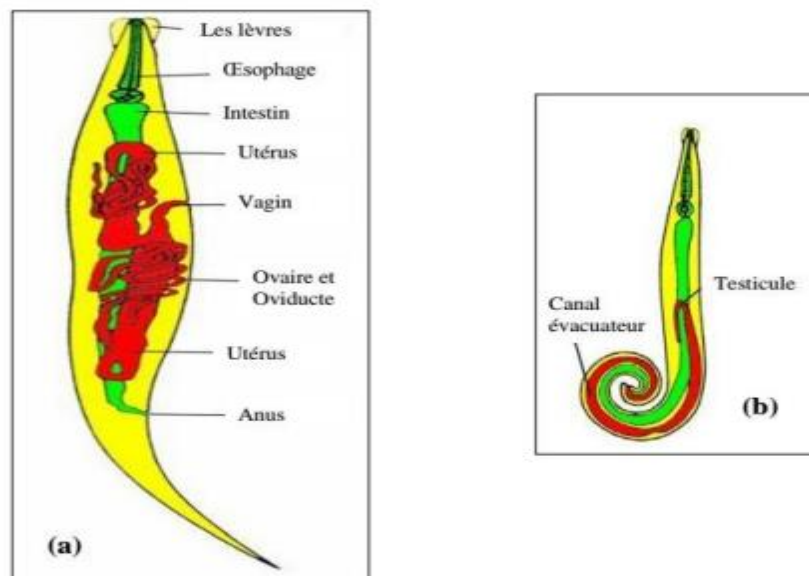 Les lèvres
Œsophage
Intestin
Utérus
Vagin
Ovaire et
Oviducte
Utérus
Anus
(a)
Testicule
Canal
évacuateur
(b)